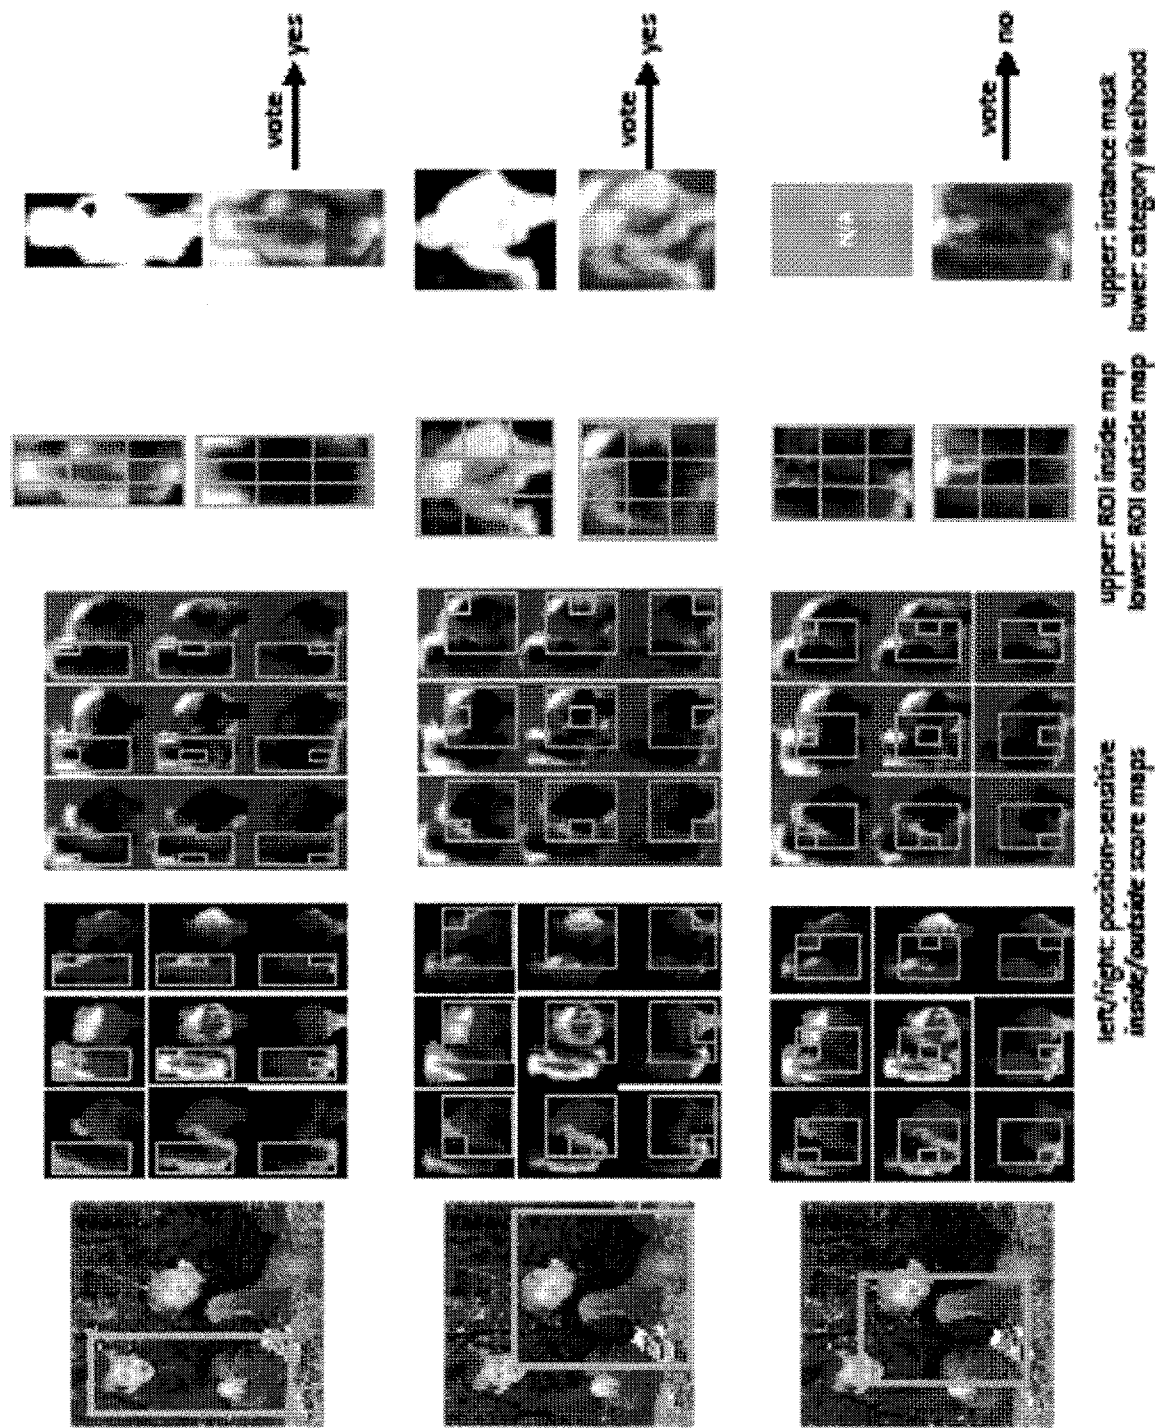 vote
yes
vote
yes
N/A
vote
no
left/right: position-sensitive
inside/outside score maps
upper: ROI inside map
lower: ROI outside map
upper: instance mask
lower: category likelihood